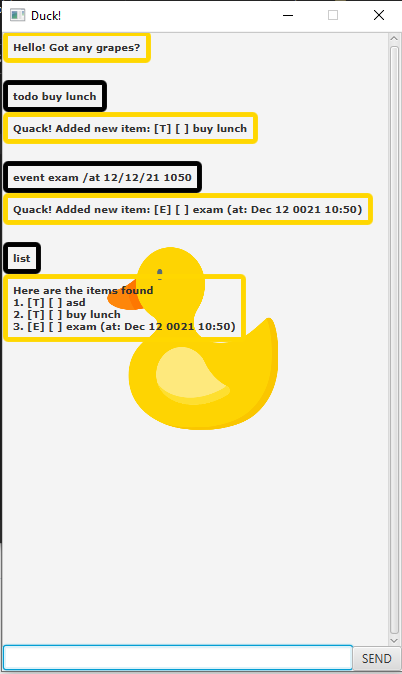 Duck!
Hello! Got any grapes?
todo buy lunch
Quack! Added new item: [T] [ ] buy lunch
event exam /at 12/12/21 1050
Quack! Added new item: [E] [ ] exam (at: Dec 12 0021 10:50)
list
Here are the items found
1. [T] [ ] asd
2. [T] [ ] buy lunch
3. [E] [ ] exam (at: Dec 12 0021 10:50)
SEND